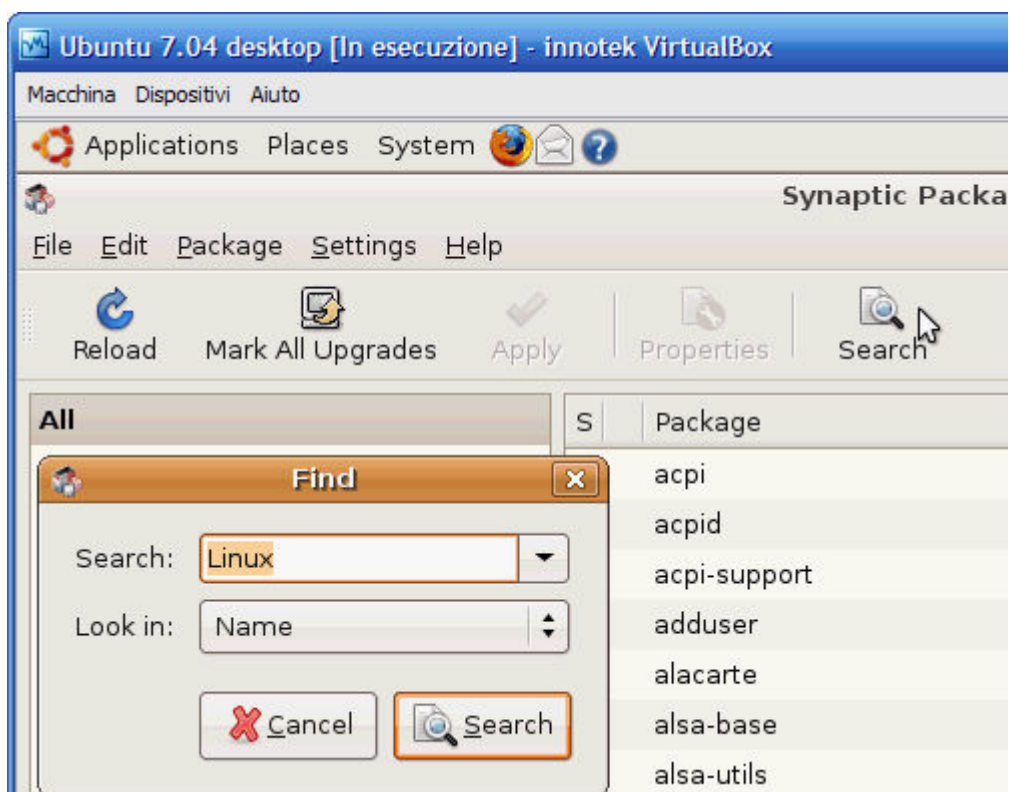 Ubuntu 7.04 desktop [In esecuzione] - innotek VirtualBox
Macchina Dispositivi Aiuto
Applications Places System
Synaptic Packa
File Edit Package Settings Help
Reload Mark All Upgrades Apply Properties Search
All
S Package
Find
Search: Linux
Look in: Name
Cancel Search
acpi
acpid
acpi-support
adduser
alacarte
alsa-base
alsa-utils